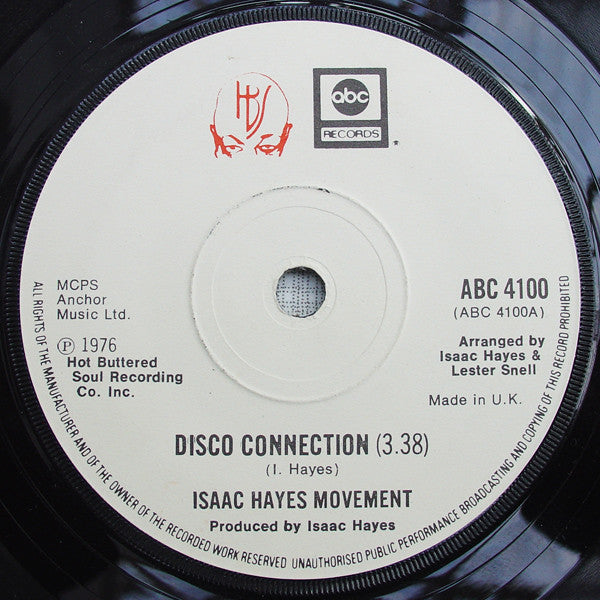 HBS
abc
RECORDS
MCPS
Anchor
Music Ltd.
℗ 1976
Hot Buttered
Soul Recording
Co. Inc.
ABC 4100
(ABC 4100A)
Arranged by
Isaac Hayes &
Lester Snell
Made in U.K.
DISCO CONNECTION (3.38)
(I. Hayes)
ISAAC HAYES MOVEMENT
Produced by Isaac Hayes
ALL RIGHTS OF THE MANUFACTURER AND OF THE OWNER OF THE RECORDED WORK RESERVED UNAUTHORISED PUBLIC PERFORMANCE BROADCASTING AND COPYING OF THIS RECORD PROHIBITED